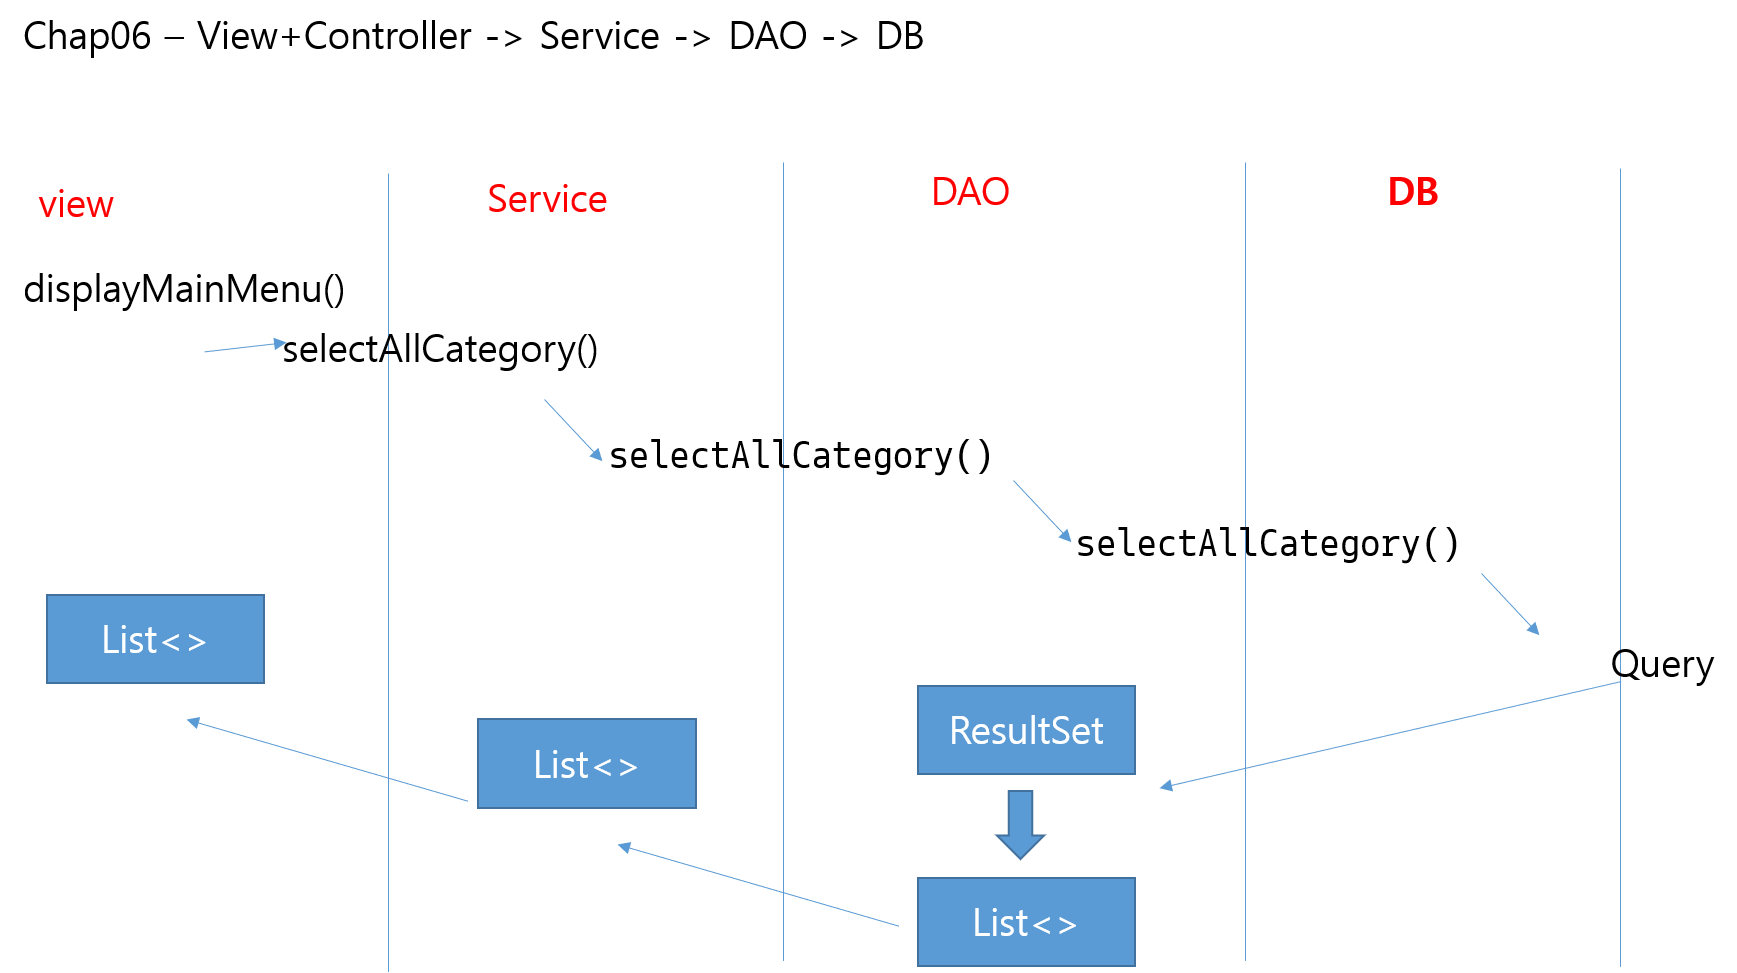 Chap06 – View+Controller -> Service -> DAO -> DB
view
Service
DAO
DB
displayMainMenu()
selectAllCategory()
selectAllCategory()
selectAllCategory()
Query
List<>
List<>
ResultSet
List<>